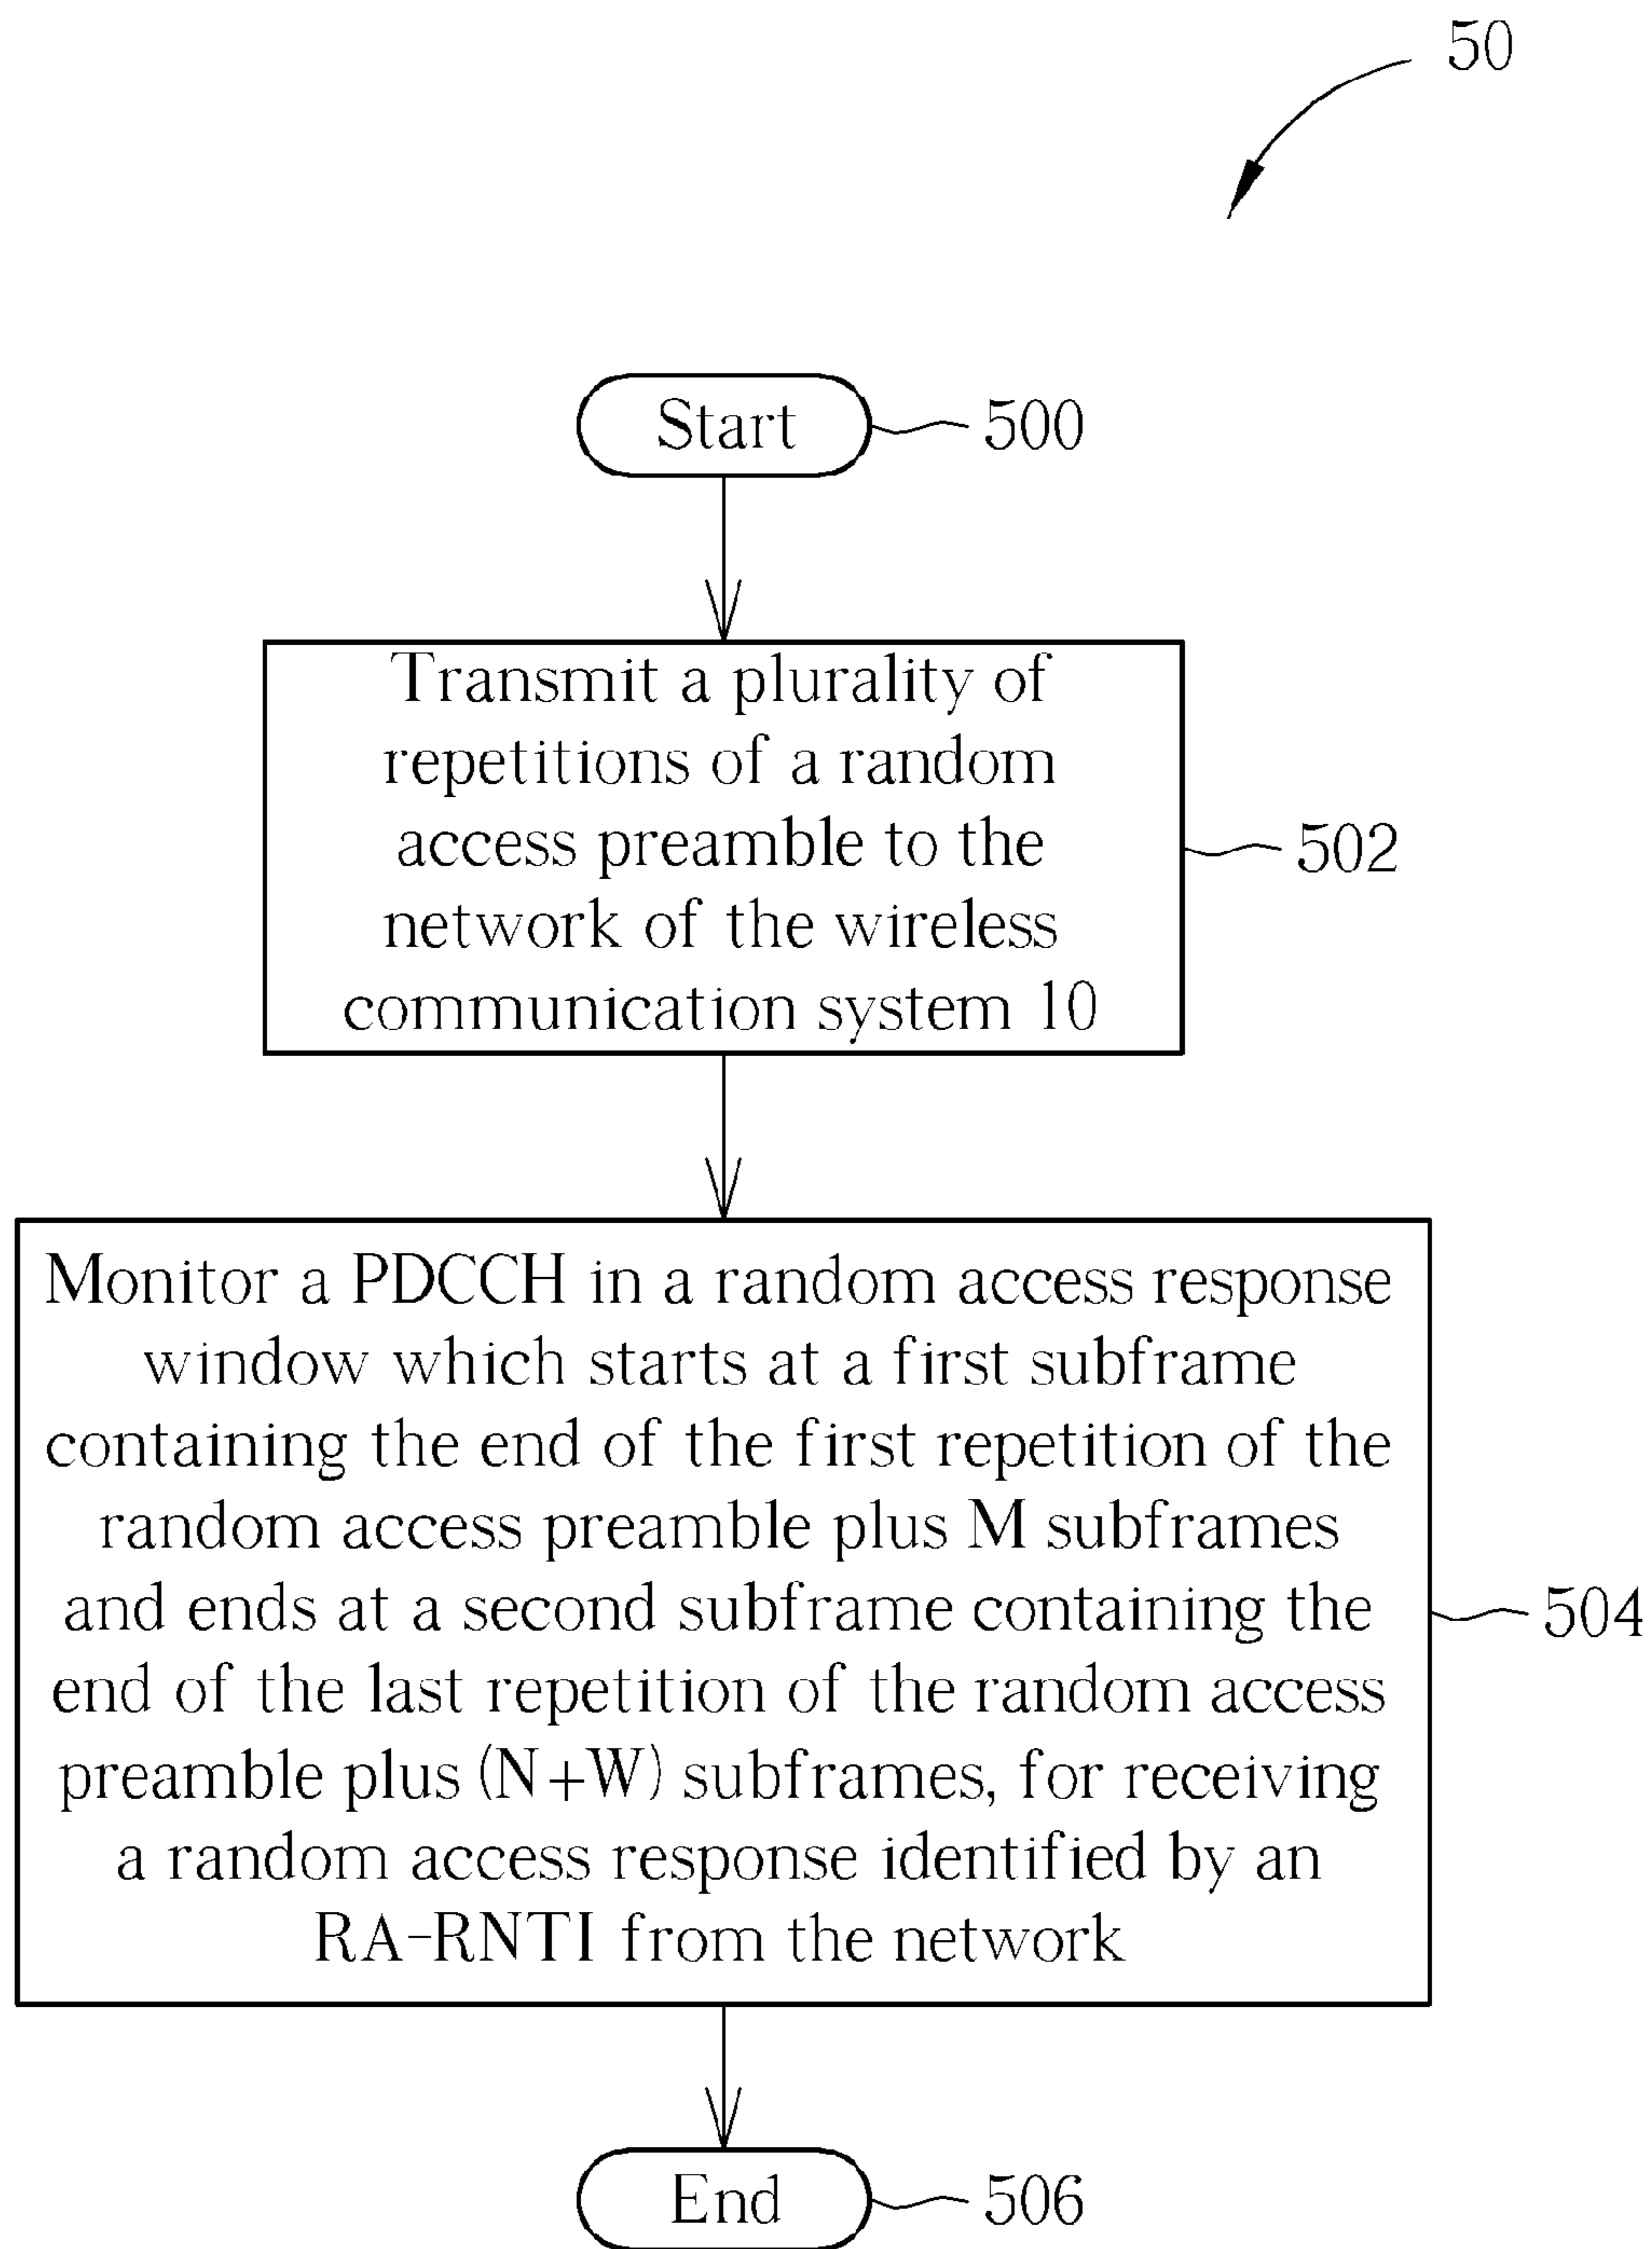 50
Start
500
Transmit a plurality of
repetitions of a random
access preamble to the
network of the wireless
communication system 10
502
Monitor a PDCCH in a random access response
window which starts at a first subframe
containing the end of the first repetition of the
random access preamble plus M subframes
and ends at a second subframe containing the
end of the last repetition of the random access
preamble plus (N+W) subframes, for receiving
a random access response identified by an
RA-RNTI from the network
504
End
506